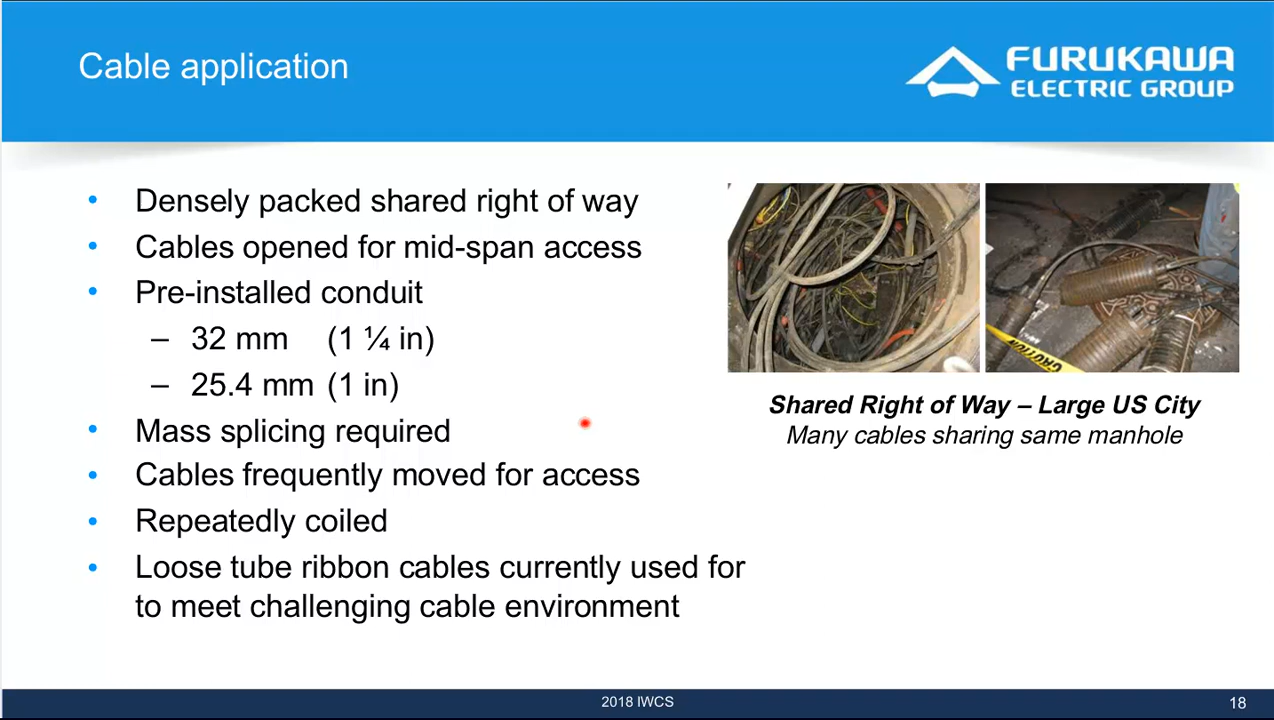 Cable application
FURUKAWA
ELECTRIC GROUP
• Densely packed shared right of way
• Cables opened for mid-span access
• Pre-installed conduit
– 32 mm (1 ¼ in)
– 25.4 mm (1 in)
• Mass splicing required
• Cables frequently moved for access
• Repeatedly coiled
• Loose tube ribbon cables currently used for
to meet challenging cable environment
CAUTION
Shared Right of Way – Large US City
Many cables sharing same manhole
2018 IWCS
18